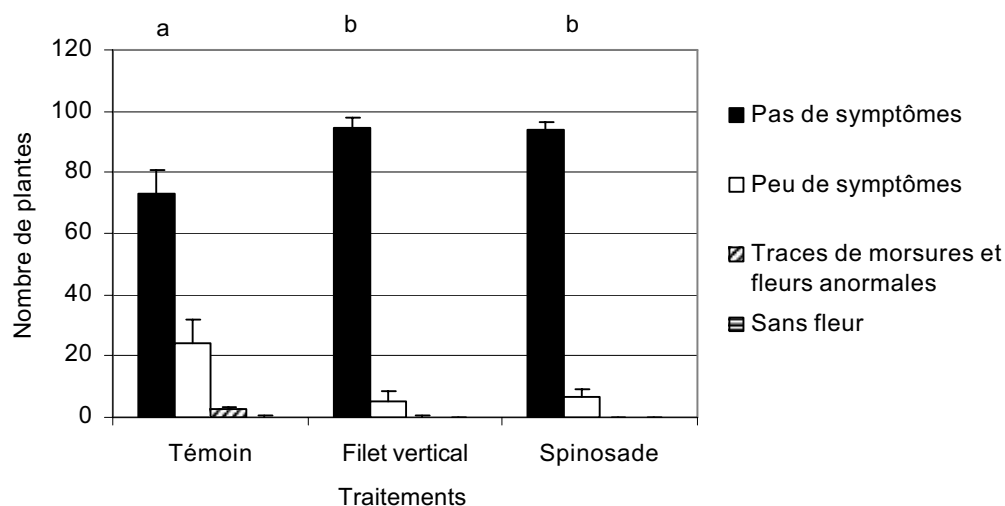 a b b
120
100
80
60
40
20
0
Nombre de plantes
Témoin Filet vertical Spinosade
Traitements
Pas de symptômes
Peu de symptômes
Traces de morsures et
fleurs anormales
Sans fleur